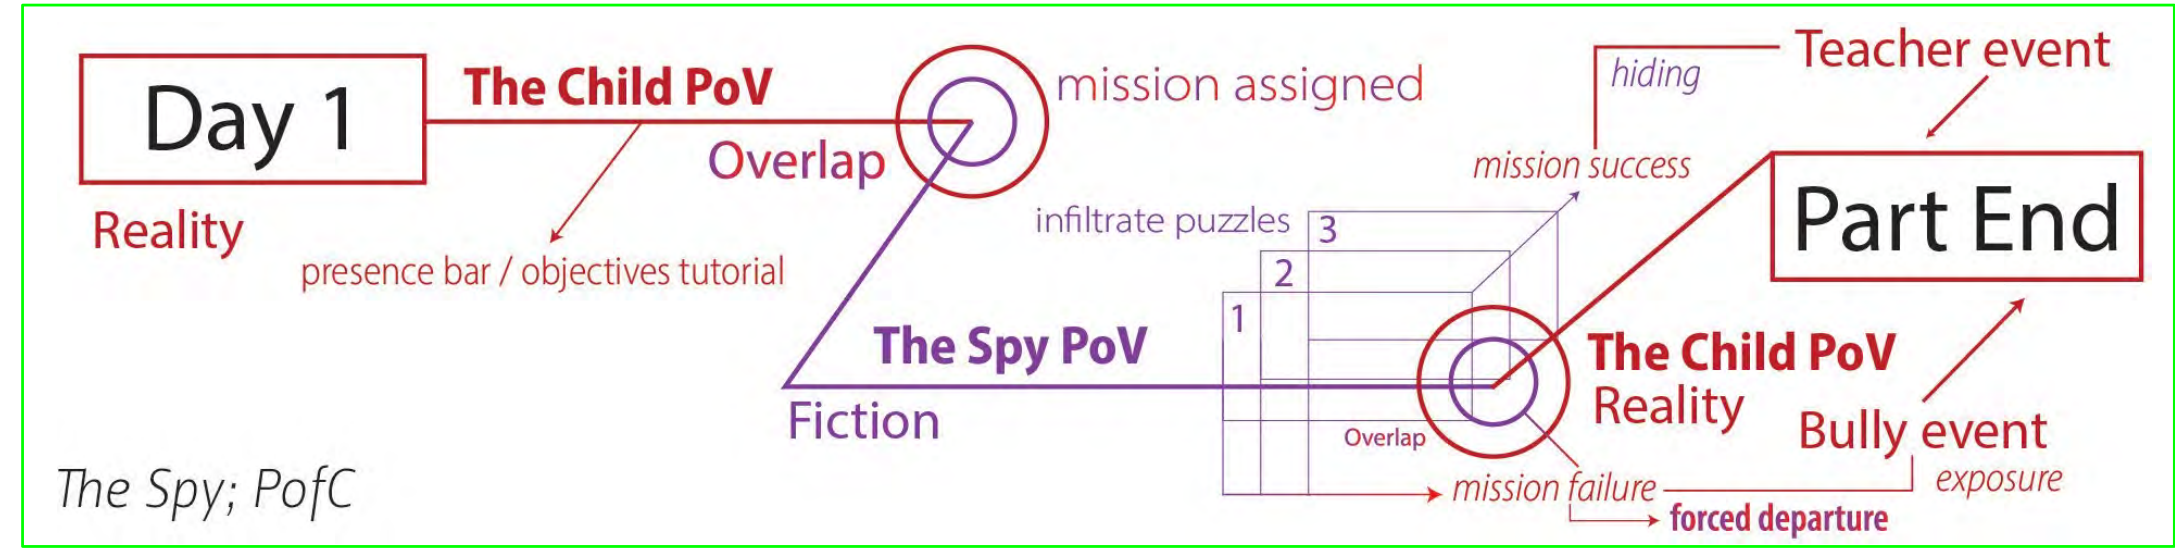 Day 1
The Child PoV
mission assigned
Overlap
Reality
presence bar / objectives tutorial
The Spy PoV
Fiction
infiltrate puzzles
1
2
3
mission success
hiding
Teacher event
Part End
The Child PoV
Reality
Overlap
Bully event
exposure
mission failure
forced departure
The Spy; PofC